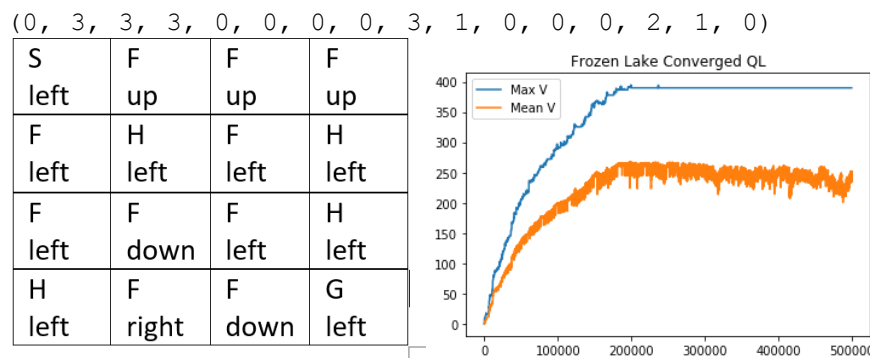 (0, 3, 3, 3, 0, 0, 0, 0, 3, 1, 0, 0, 0, 2, 1, 0)
S F F F
left up up up
F H F H
left left left left
F F F H
left down left left
H F F G
left right down left
Frozen Lake Converged QL
Max V
Mean V
400
350
300
250
200
150
100
50
0
0 100000 200000 300000 400000 500000